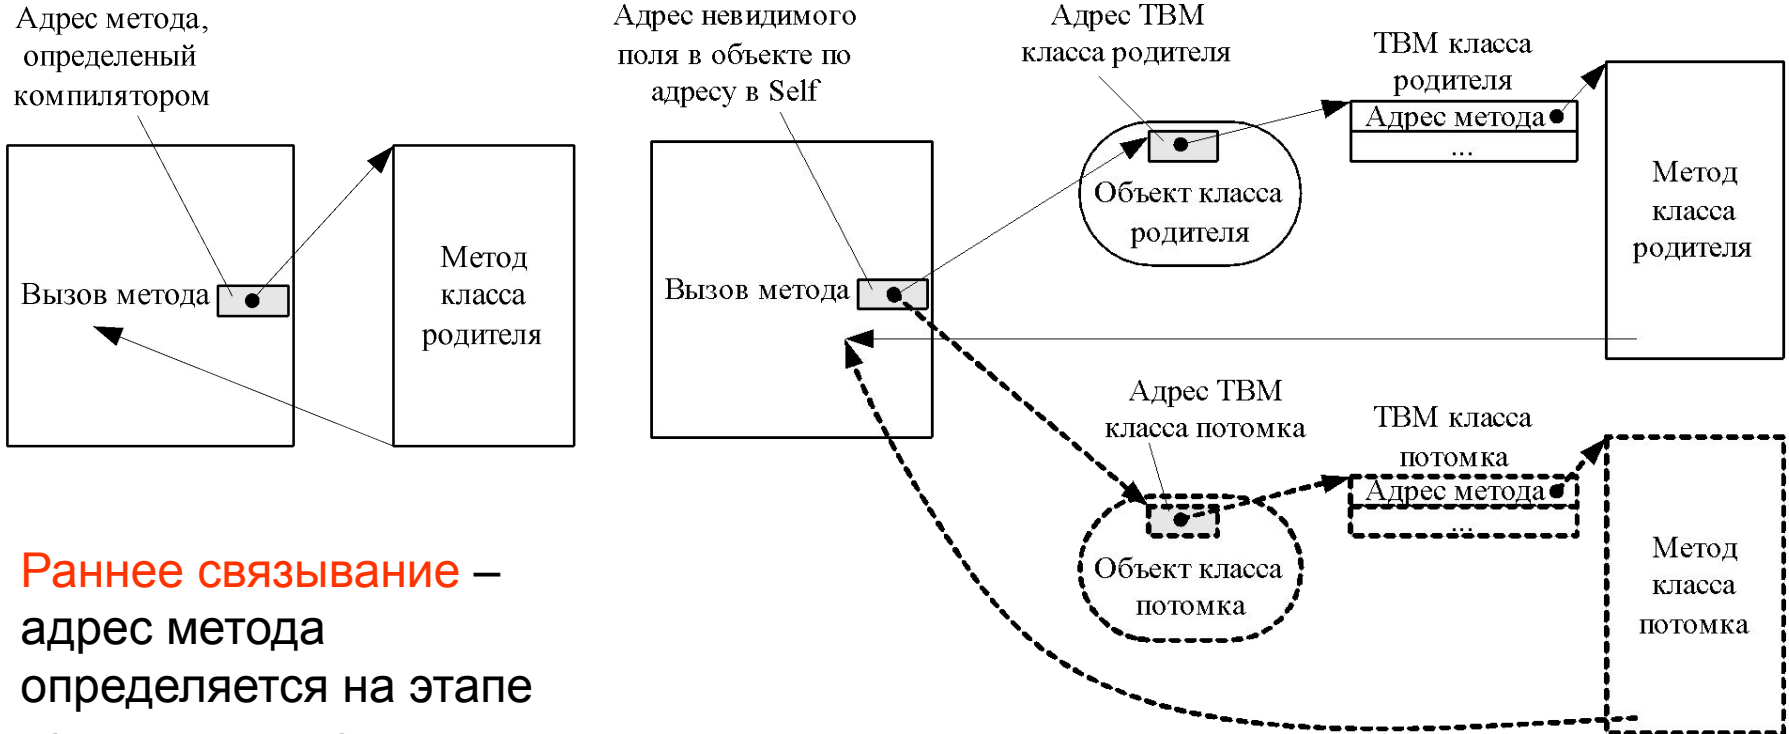 Адрес метода,
определеный
компилятором
Вызов метода
Метод
класса
родителя
Адрес невидимого
поля в объекте по
адресу в Self
Вызов метода
Адрес ТВМ
класса родителя
Объект класса
родителя
ТВМ класса
родителя
Адрес метода
...
Метод
класса
родителя
Адрес ТВМ
класса потомка
Объект класса
потомка
ТВМ класса
потомка
Адрес метода
...
Метод
класса
потомка
Раннее связывание –
адрес метода
определяется на этапе